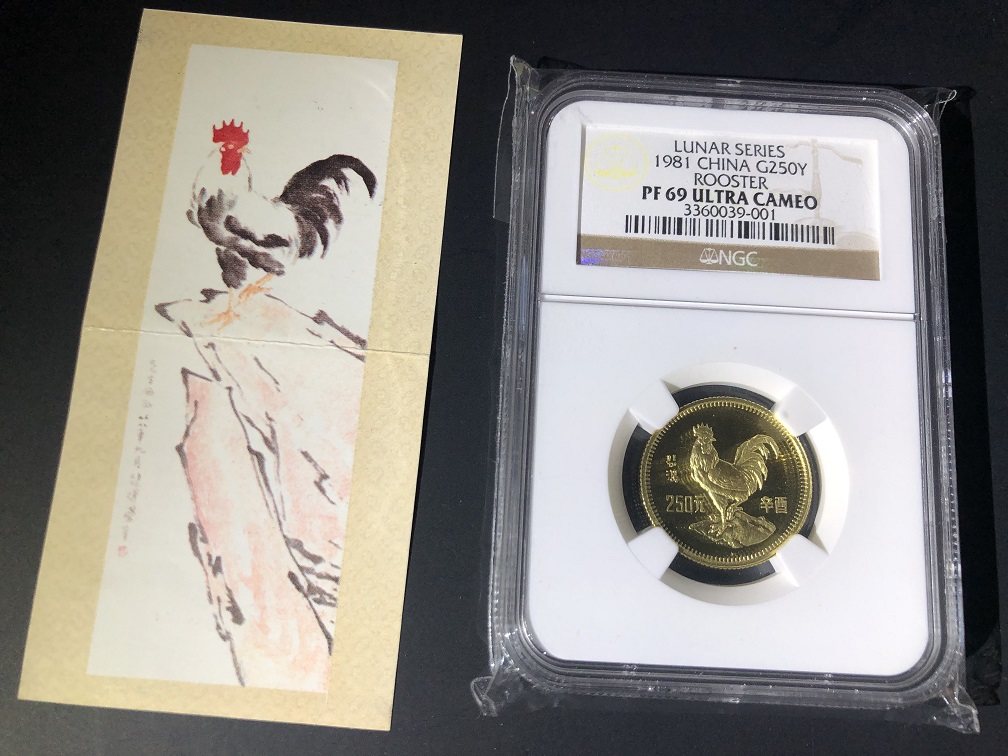 LUNAR SERIES
1981 CHINA G250Y
ROOSTER
PF 69 ULTRA CAMEO
3360039-001
NGC
250元
辛酉